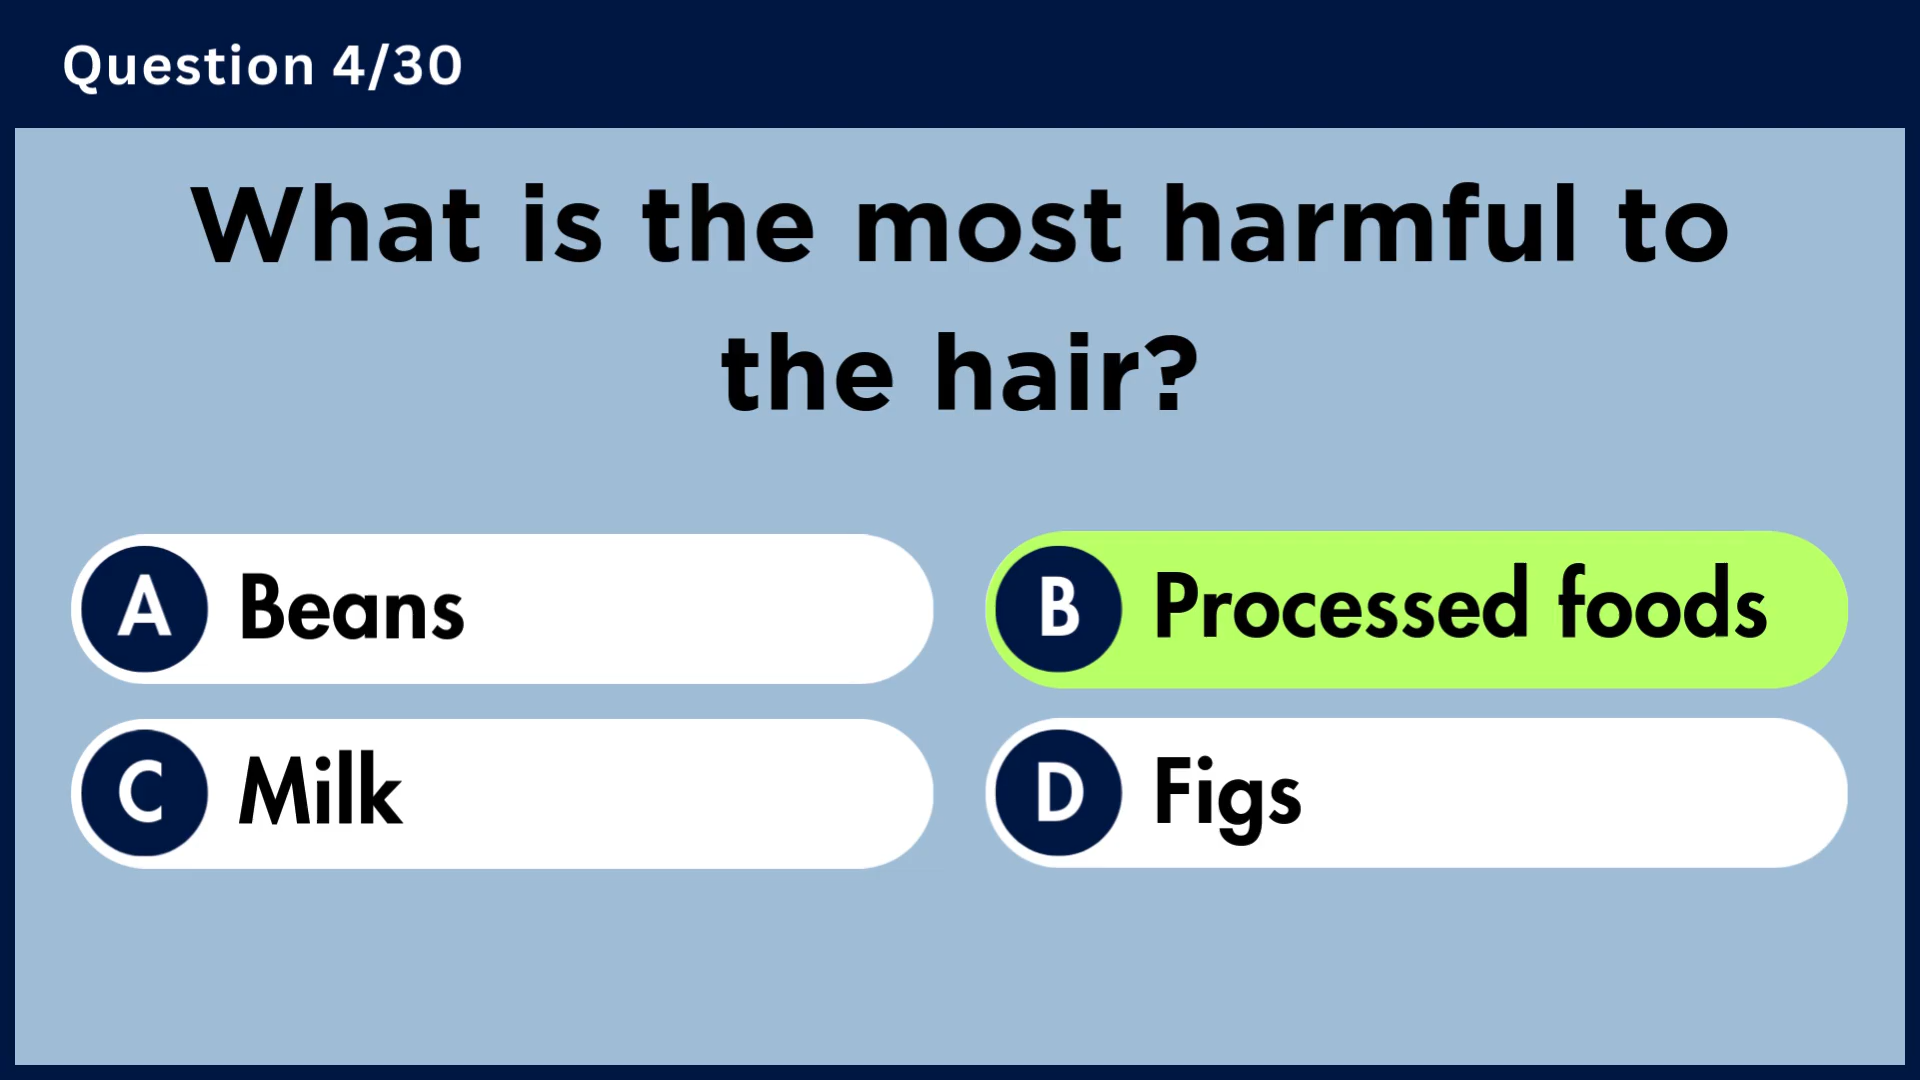 Question 4/30
What is the most harmful to
the hair?
A Beans
B Processed foods
C Milk
D Figs